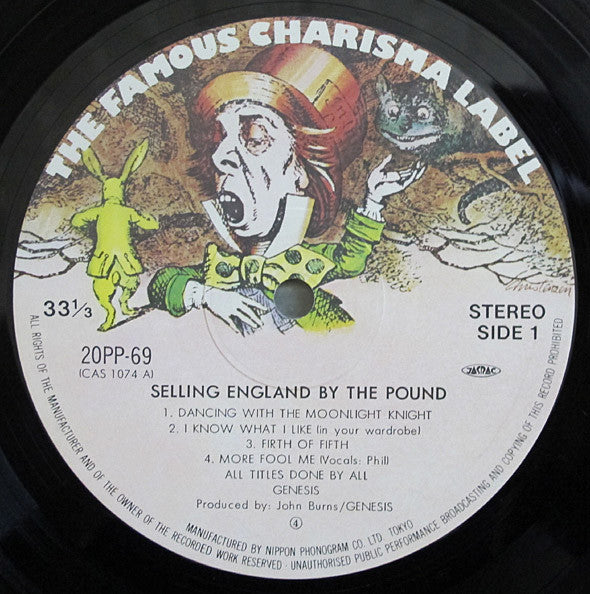 THE FAMOUS CHARISMA LABEL
Christensen
33 1/3
STEREO
SIDE 1
20PP-69
(CAS 1074 A)
JASRAC
SELLING ENGLAND BY THE POUND
1. DANCING WITH THE MOONLIGHT KNIGHT
2. I KNOW WHAT I LIKE (in your wardrobe)
3. FIRTH OF FIFTH
4. MORE FOOL ME (Vocals: Phil)
ALL TITLES DONE BY ALL
GENESIS
Produced by: John Burns/GENESIS
④
ALL RIGHTS OF THE MANUFACTURER AND OF THE OWNER OF THE RECORDED WORK RESERVED · UNAUTHORISED PUBLIC PERFORMANCE BROADCASTING AND COPYING OF THIS RECORD PROHIBITED
MANUFACTURED BY NIPPON PHONOGRAM CO. LTD. TOKYO